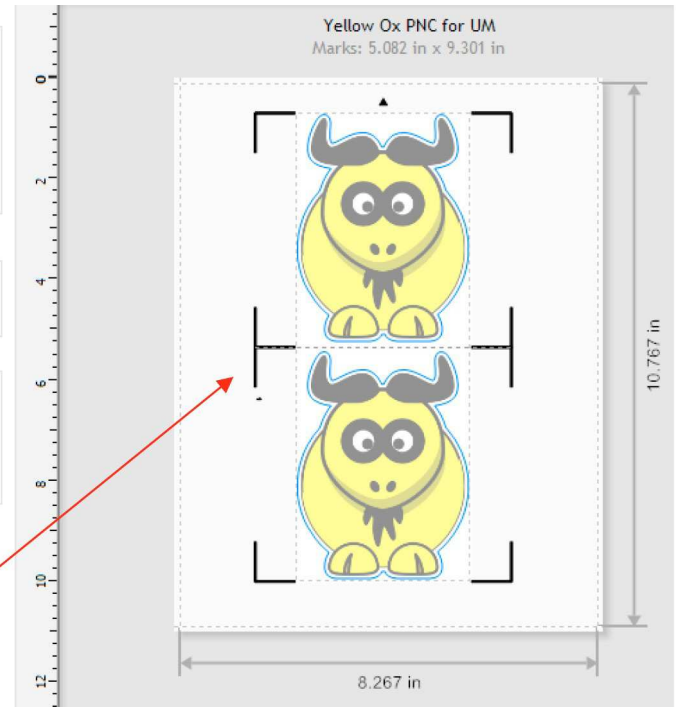 Yellow Ox PNC for UM
Marks: 5.082 in x 9.301 in
0
2
4
6
8
10
12
10.767 in
8.267 in